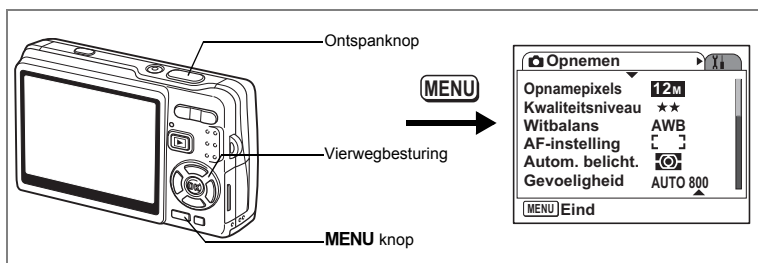 Ontspanknop
Vierwegbesturing
MENU knop
MENU
Opnemen
Opnamepixels 12M
Kwaliteitsniveau ★★
Witbalans AWB
AF-instelling
Autom. belicht.
Gevoeligheid AUTO 800
MENU Eind